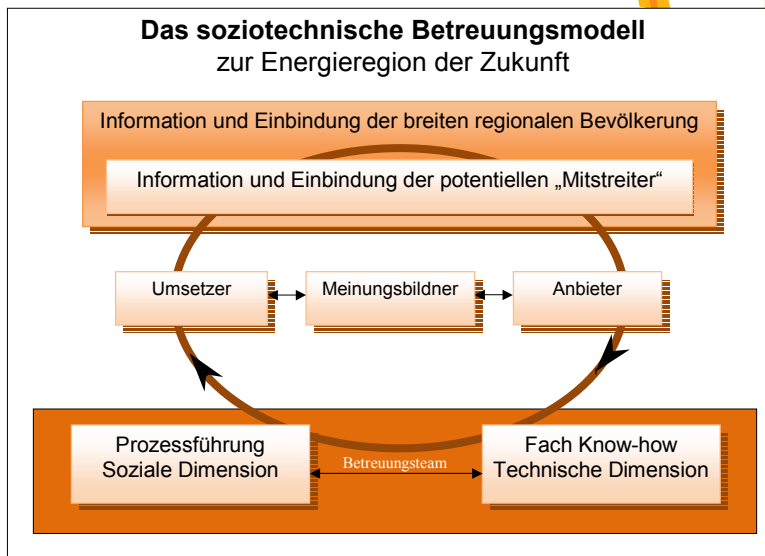 Das soziotechnische Betreuungsmodell
zur Energieregion der Zukunft
Information und Einbindung der breiten regionalen Bevölkerung
Information und Einbindung der potentiellen „Mitstreiter“
Umsetzer
Meinungsbildner
Anbieter
Prozessführung
Soziale Dimension
Betreuungsteam
Fach Know-how
Technische Dimension